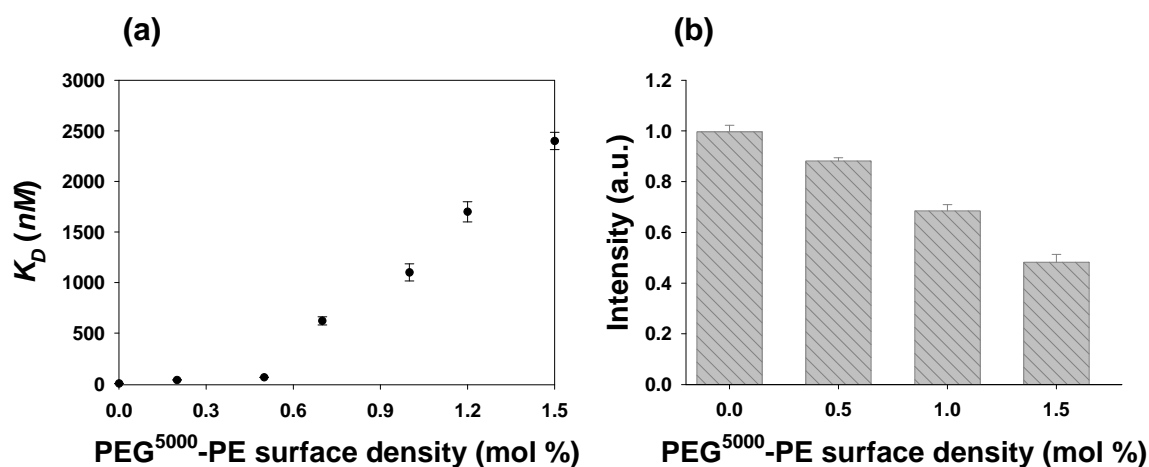 (a)
(b)
3000
2500
2000
1500
1000
500
0
K_D (nM)
0.0 0.3 0.6 0.9 1.2 1.5
PEG⁵⁰⁰⁰-PE surface density (mol %)
1.2
1.0
0.8
0.6
0.4
0.2
0.0
Intensity (a.u.)
0.0 0.5 1.0 1.5
PEG⁵⁰⁰⁰-PE surface density (mol %)